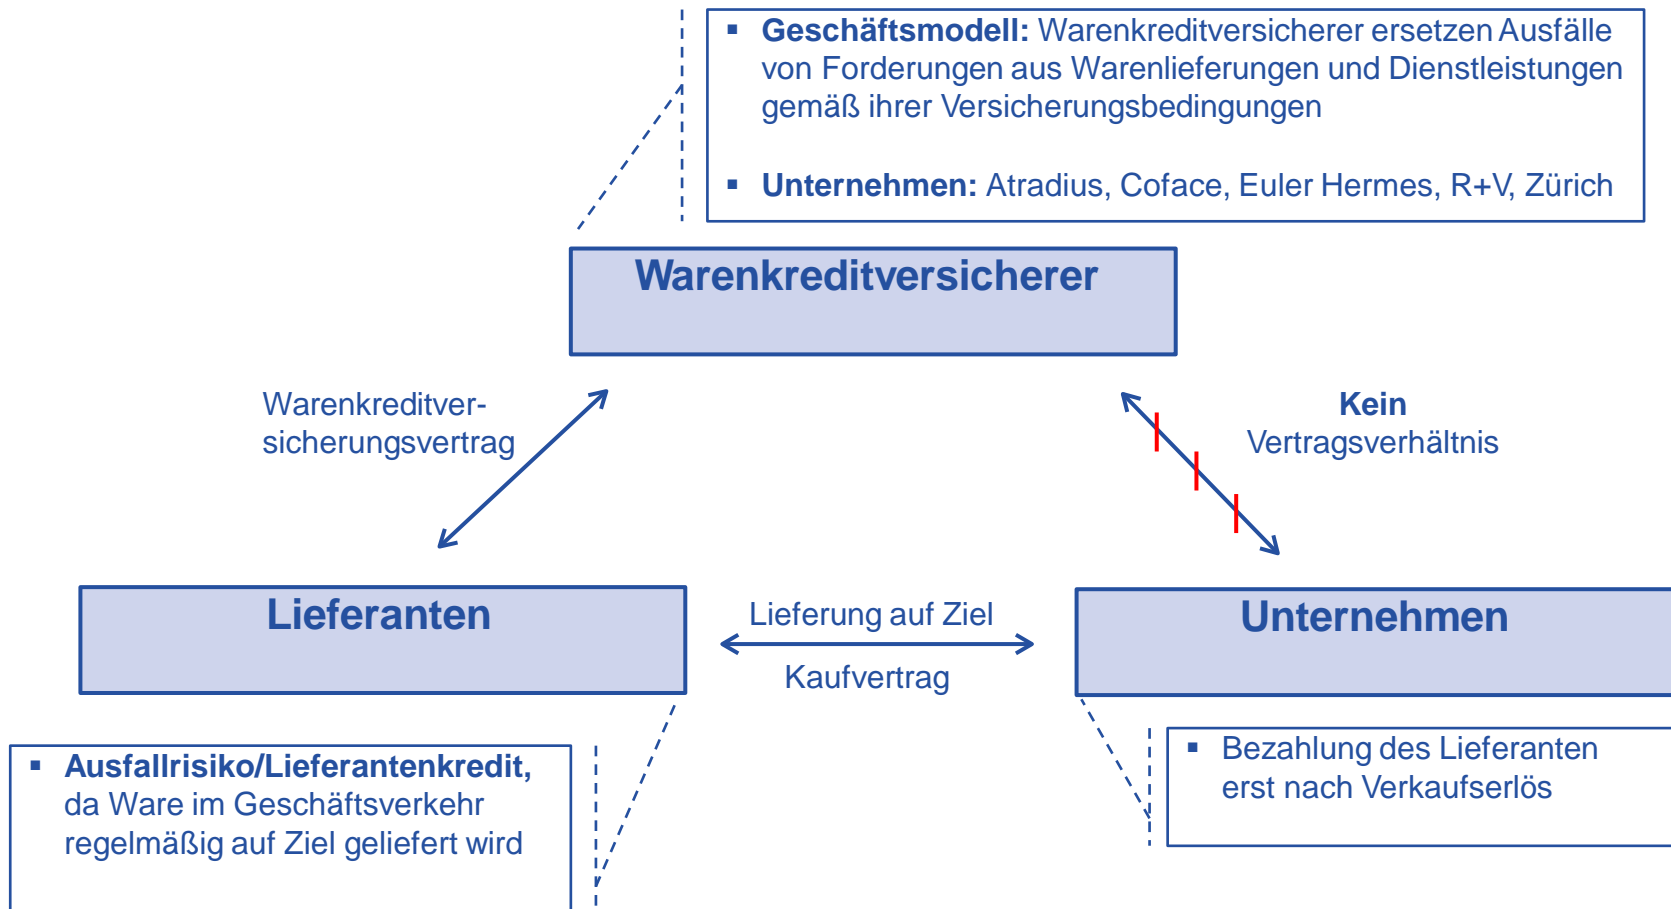 ▪ Geschäftsmodell: Warenkreditversicherer ersetzen Ausfälle
von Forderungen aus Warenlieferungen und Dienstleistungen
gemäß ihrer Versicherungsbedingungen
▪ Unternehmen: Atradius, Coface, Euler Hermes, R+V, Zürich
Warenkreditversicherer
Warenkreditver-
sicherungsvertrag
Kein
Vertragsverhältnis
Lieferanten
Lieferung auf Ziel
Kaufvertrag
Unternehmen
▪ Ausfallrisiko/Lieferantenkredit,
da Ware im Geschäftsverkehr
regelmäßig auf Ziel geliefert wird
▪ Bezahlung des Lieferanten
erst nach Verkaufserlös